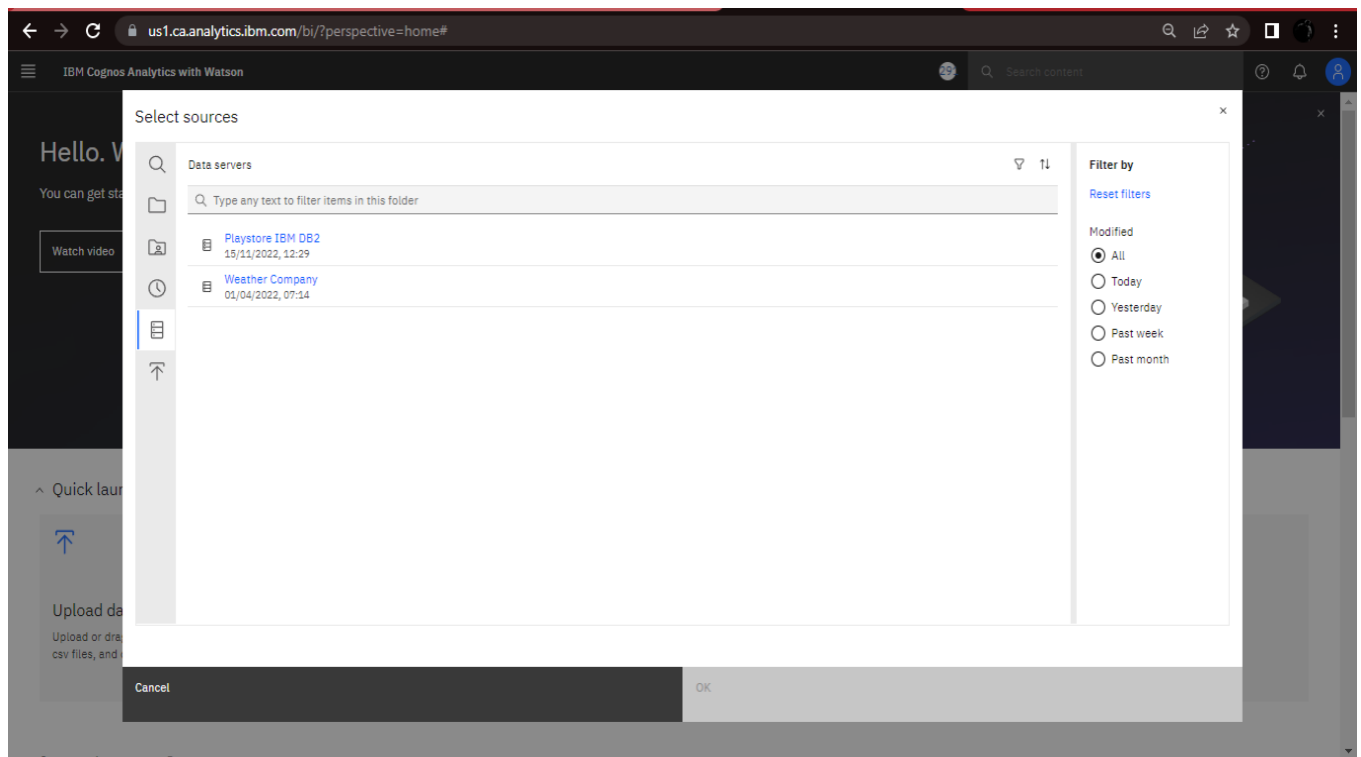 us1.ca.analytics.ibm.com/bi/?perspective=home#
IBM Cognos Analytics with Watson
Search content
Select sources
Hello. W
You can get sta
Watch video
Data servers
Type any text to filter items in this folder
Playstore IBM DB2
15/11/2022, 12:29
Weather Company
01/04/2022, 07:14
Filter by
Reset filters
Modified
All
Today
Yesterday
Past week
Past month
Quick laun
Upload da
Upload or drag
csv files, and
Cancel
OK